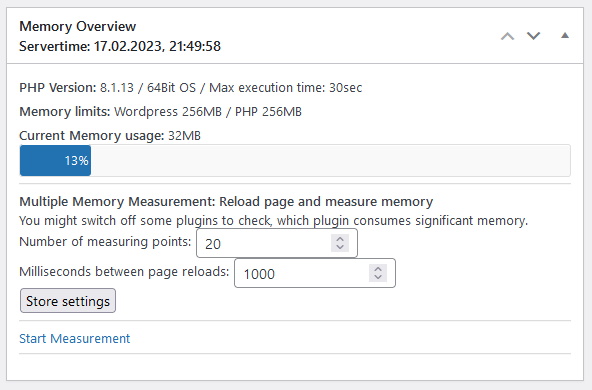 Memory Overview
Servertime: 17.02.2023, 21:49:58
PHP Version: 8.1.13 / 64Bit OS / Max execution time: 30sec
Memory limits: Wordpress 256MB / PHP 256MB
Current Memory usage: 32MB
13%
Multiple Memory Measurement: Reload page and measure memory
You might switch off some plugins to check, which plugin consumes significant memory.
Number of measuring points: 20
Milliseconds between page reloads: 1000
Store settings
Start Measurement